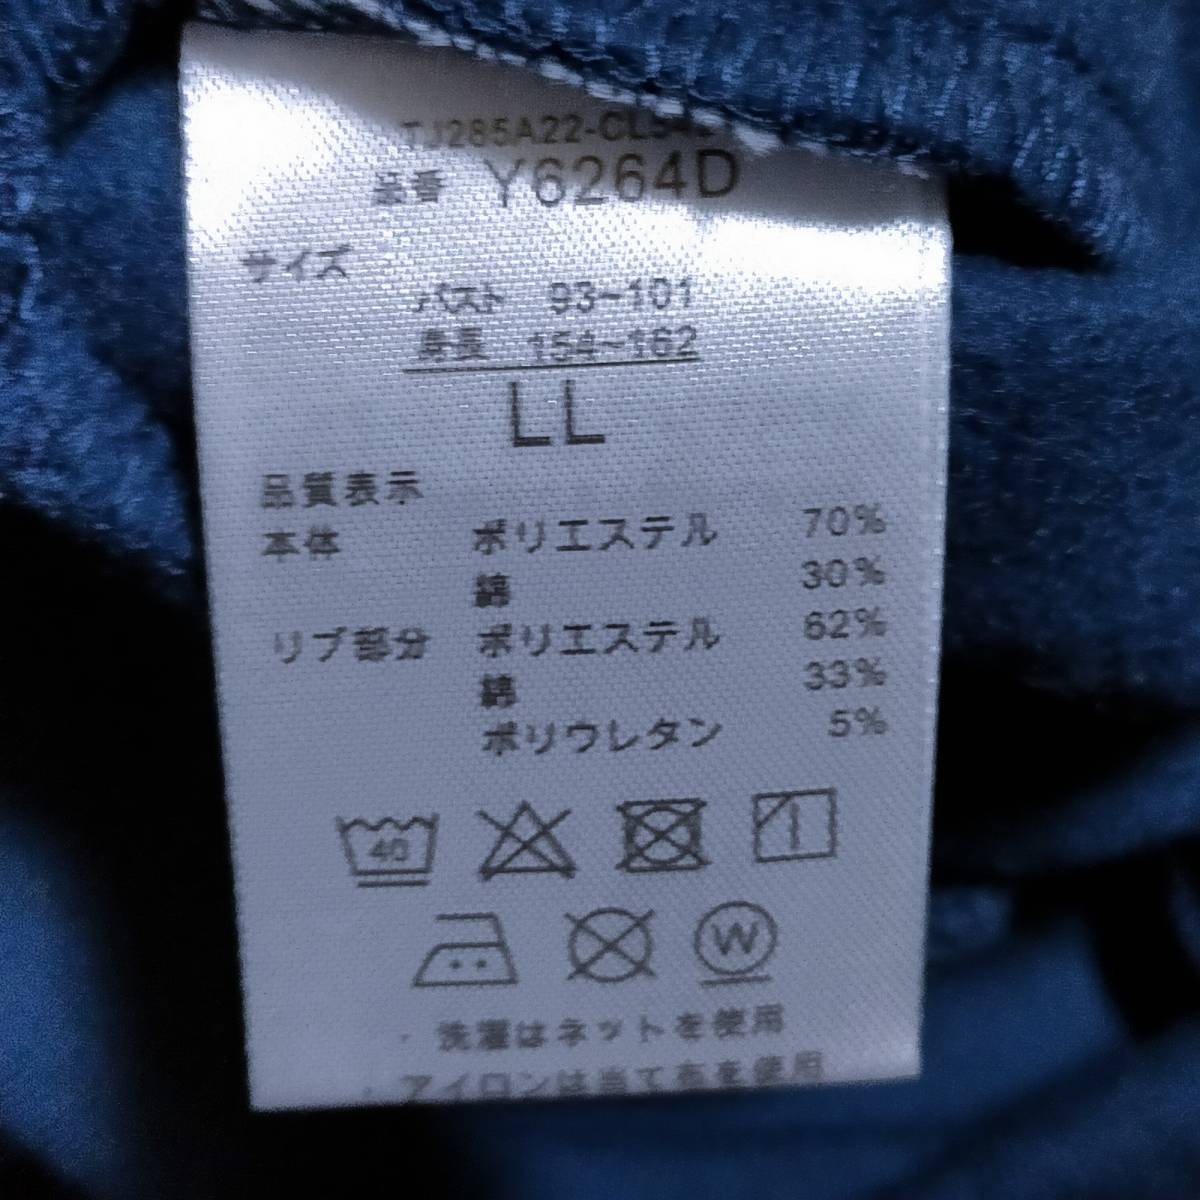 品番 Y6264D
サイズ
バスト 93~101
身長 154~162
LL
品質表示
本体 ポリエステル 70%
綿 30%
リブ部分 ポリエステル 62%
綿 33%
ポリウレタン 5%
40
W
・洗濯はネットを使用
・アイロンは当て布を使用